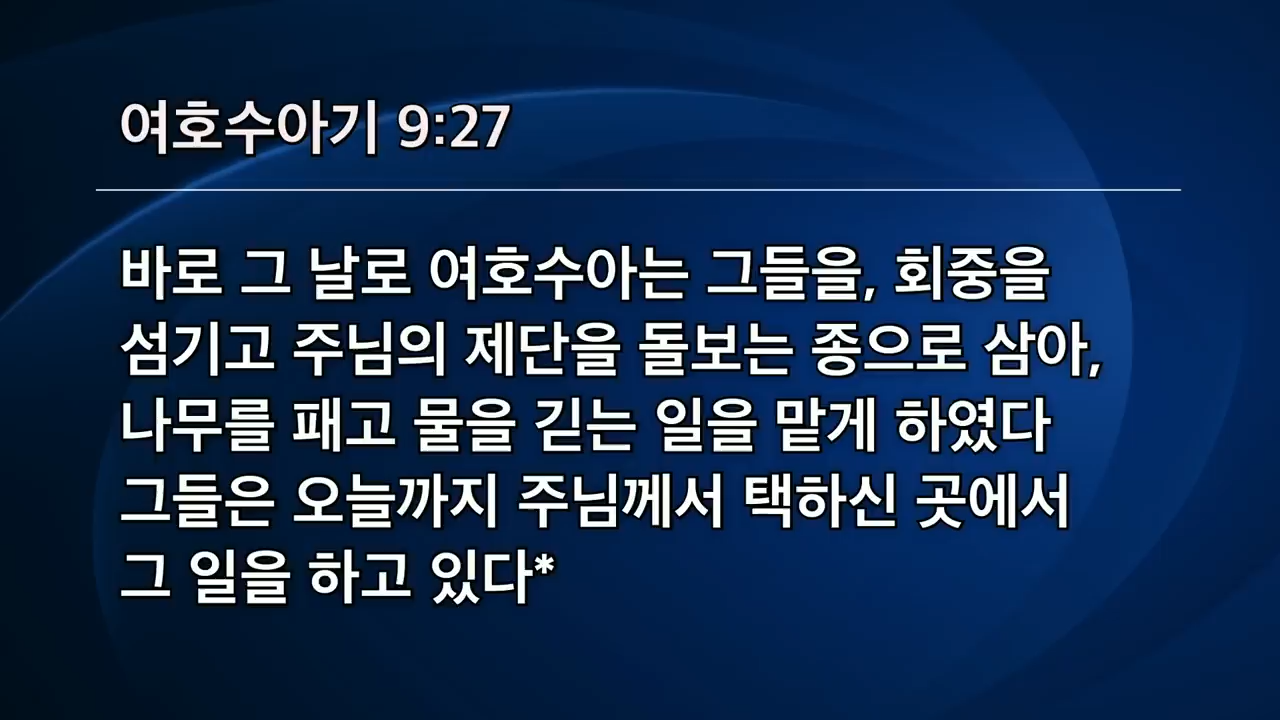 여호수아기 9:27
바로 그 날로 여호수아는 그들을, 회중을
섬기고 주님의 제단을 돌보는 종으로 삼아,
나무를 패고 물을 긷는 일을 맡게 하였다
그들은 오늘까지 주님께서 택하신 곳에서
그 일을 하고 있다*